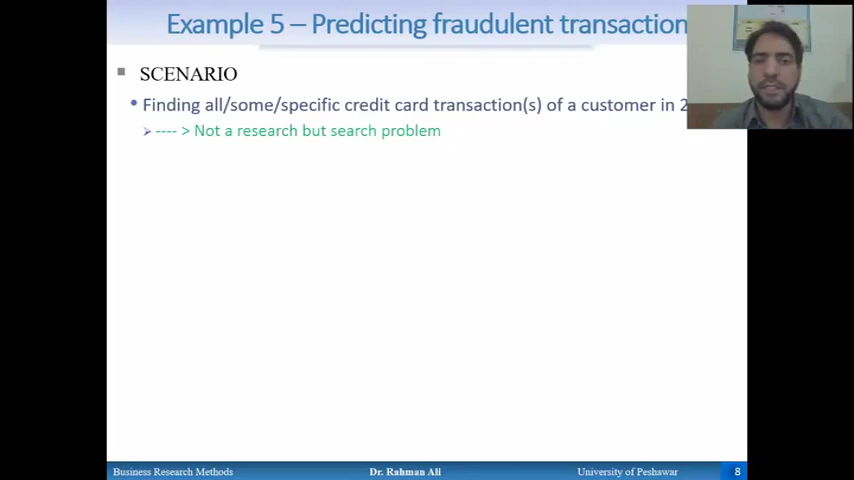 Example 5 – Predicting fraudulent transaction
SCENARIO
Finding all/some/specific credit card transaction(s) of a customer in 2
---- > Not a research but search problem
Business Research Methods
Dr. Rahman Ali
University of Peshawar
8